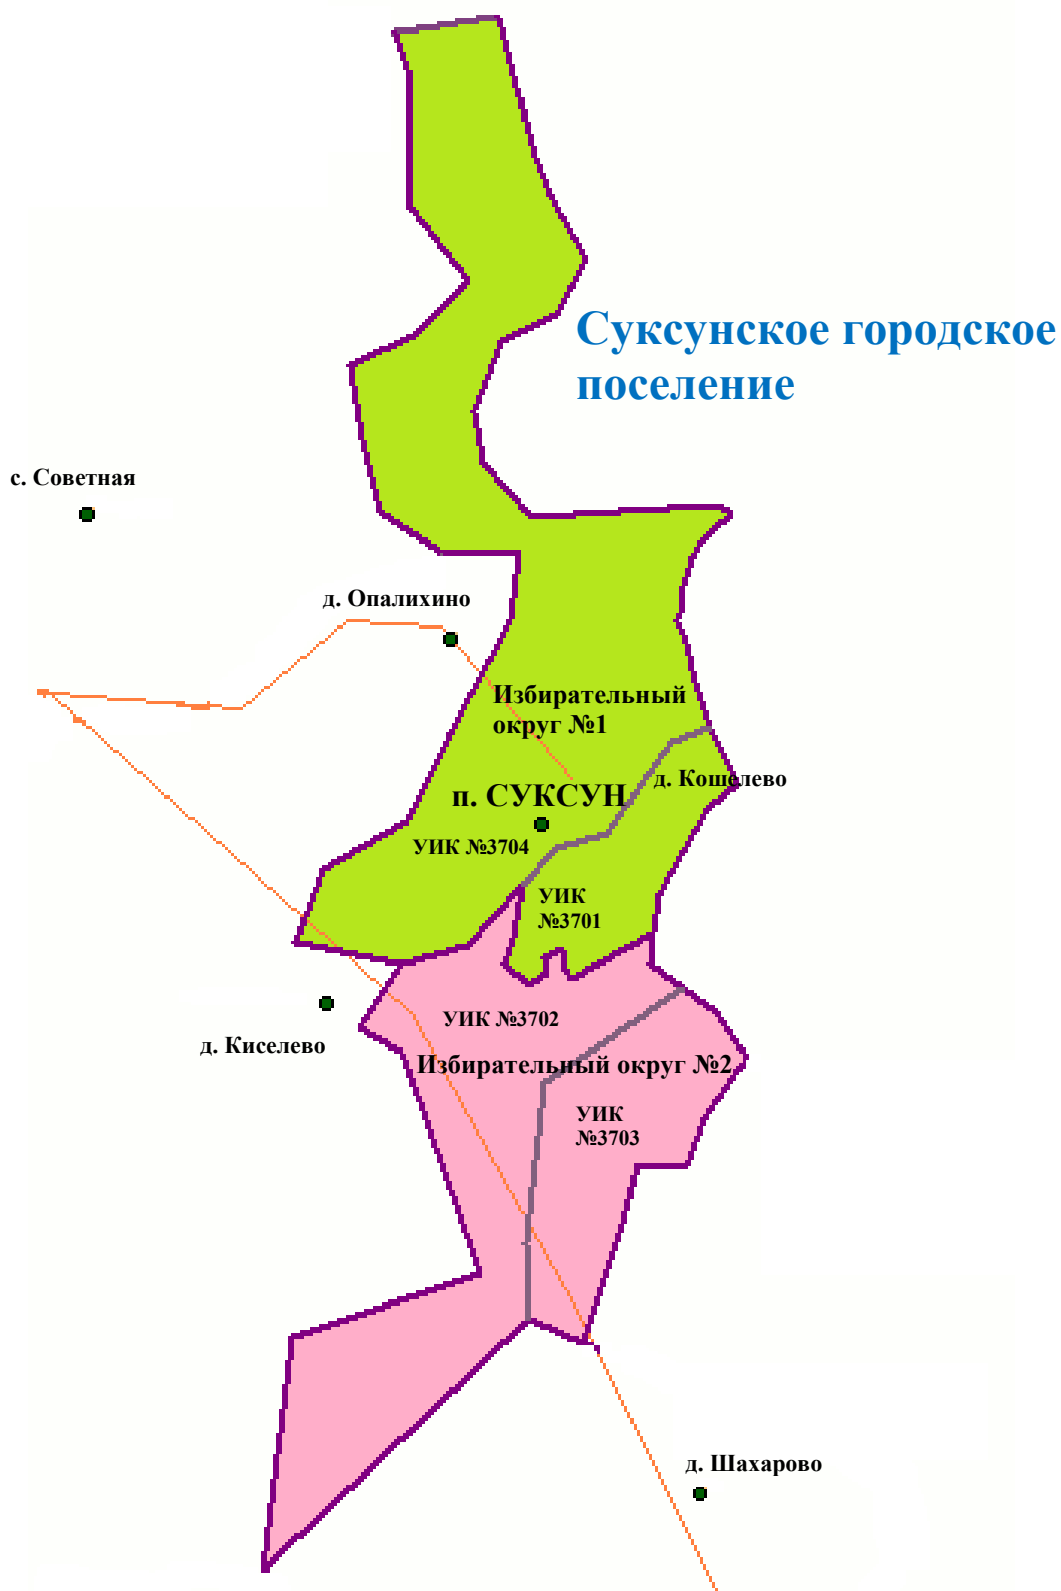 Суксунское городское
поселение
с. Советная
д. Опалихино
Избирательный
округ №1
д. Кошелево
п. СУКСУН
УИК №3704
УИК
№3701
УИК №3702
д. Киселево
Избирательный округ №2
УИК
№3703
д. Шахарово